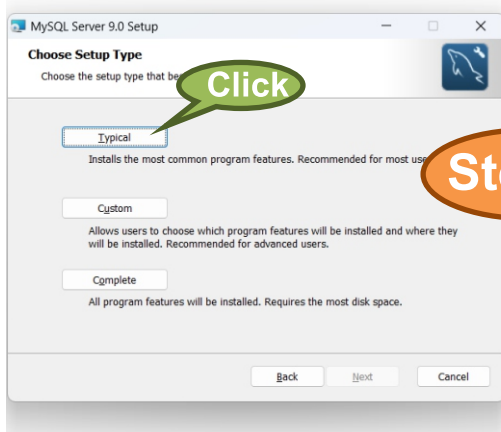 MySQL Server 9.0 Setup
Choose Setup Type
Choose the setup type that
Click
Typical
Installs the most common program features. Recommended for most
Custom
Allows users to choose which program features will be installed and where they
will be installed. Recommended for advanced users.
Complete
All program features will be installed. Requires the most disk space.
Back
Next
Cancel